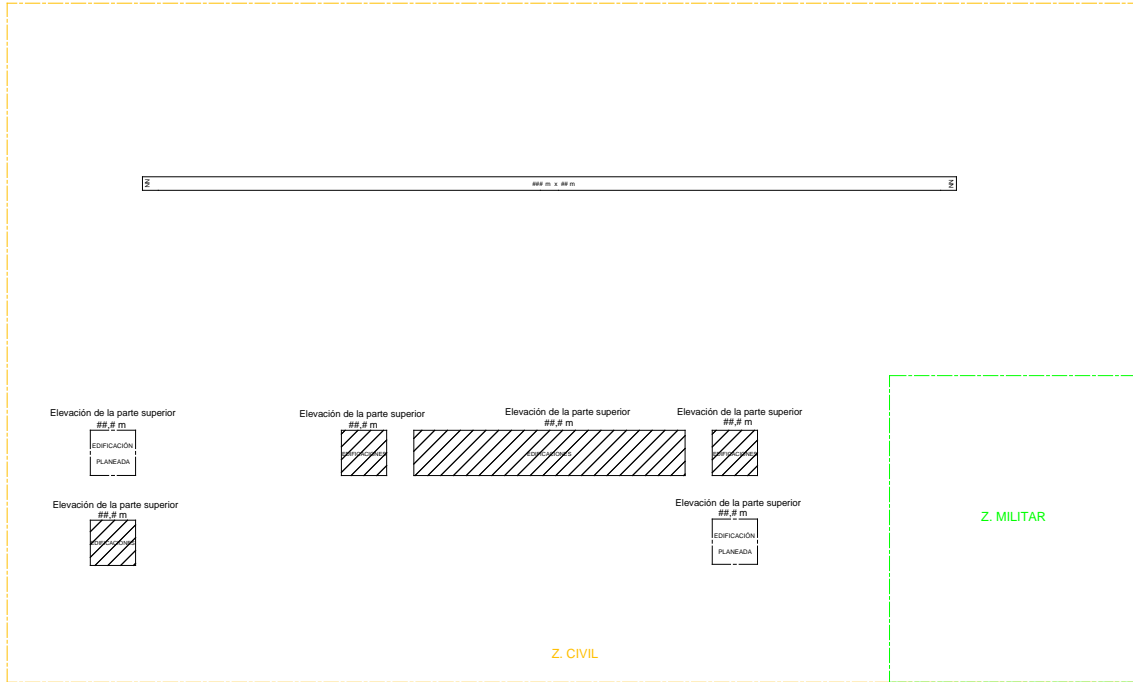 NN
### m x ## m
NN
Elevación de la parte superior
##,# m
EDIFICACIÓN
PLANEADA
Elevación de la parte superior
##,# m
EDIFICACIONES
Elevación de la parte superior
##,# m
EDIFICACIONES
Elevación de la parte superior
##,# m
EDIFICACIONES
Elevación de la parte superior
##,# m
EDIFICACIONES
Elevación de la parte superior
##,# m
EDIFICACIÓN
PLANEADA
Z. MILITAR
Z. CIVIL